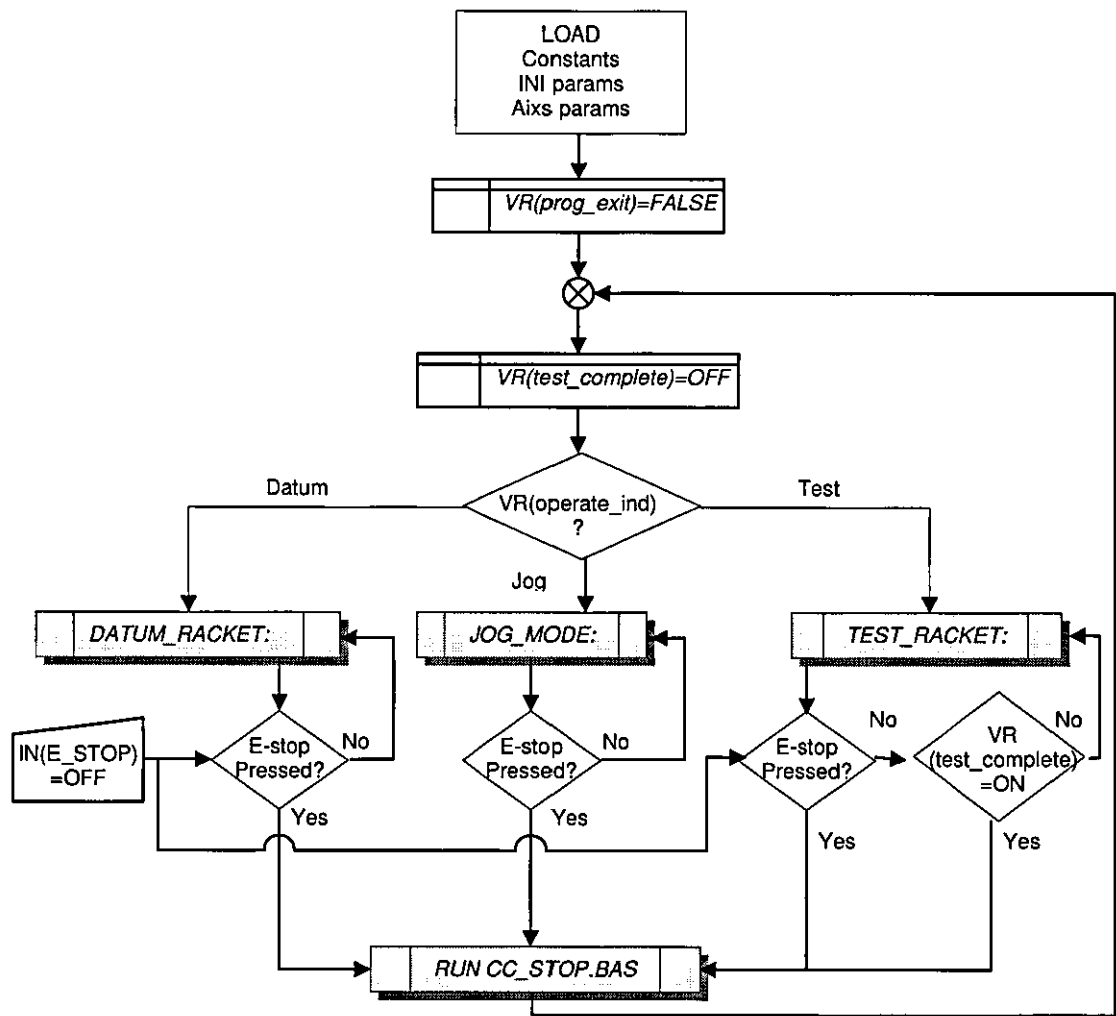 LOAD
Constants
INI params
Aixs params
VR(prog_exit)=FALSE
VR(test_complete)=OFF
VR(operate_ind)
?
Datum
Test
Jog
DATUM_RACKET:
JOG_MODE:
TEST_RACKET:
IN(E_STOP)
=OFF
E-stop
Pressed?
No
Yes
E-stop
Pressed?
No
Yes
E-stop
Pressed?
No
Yes
VR
(test_complete)
=ON
No
Yes
RUN CC_STOP.BAS